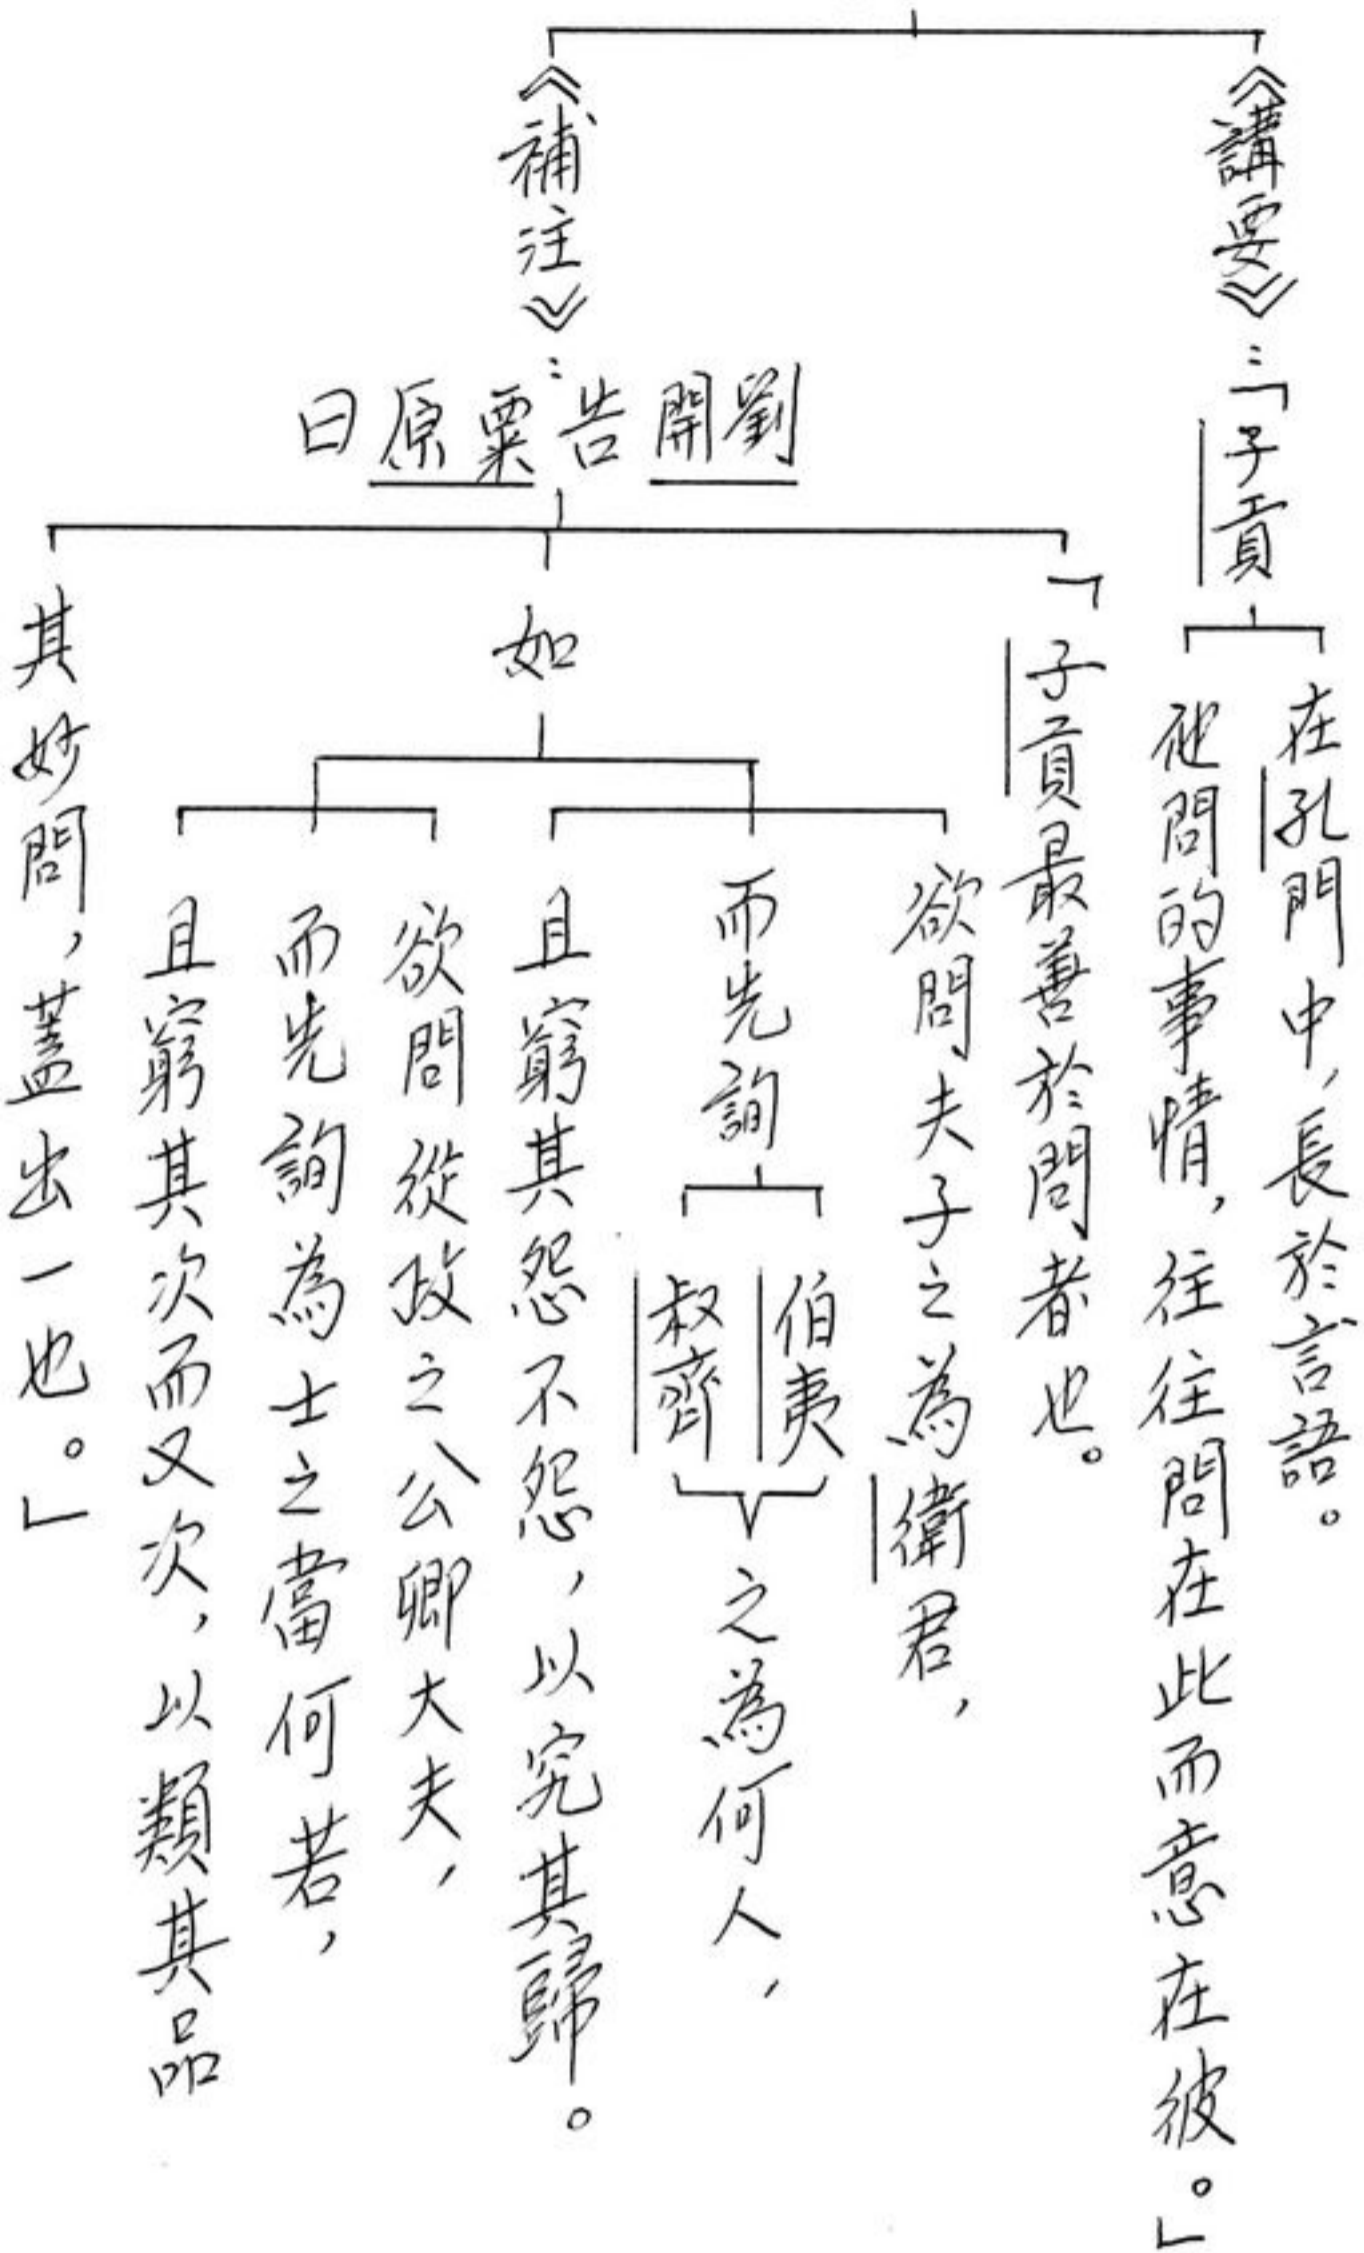 《講要》：「子貢
在孔門中，長於言語。
他問的事情，往往問在此而意在彼。」
《補注》：
劉開告粟原曰
「子貢最善於問者也。
如
欲問夫子之為衛君，
而先詢
伯夷
叔齊
之為何人，
且窮其怨不怨，以究其歸。
欲問從政之公卿大夫，
而先詢為士之當何若，
且窮其次而又次，以類其品
其妙問，蓋出一也。」